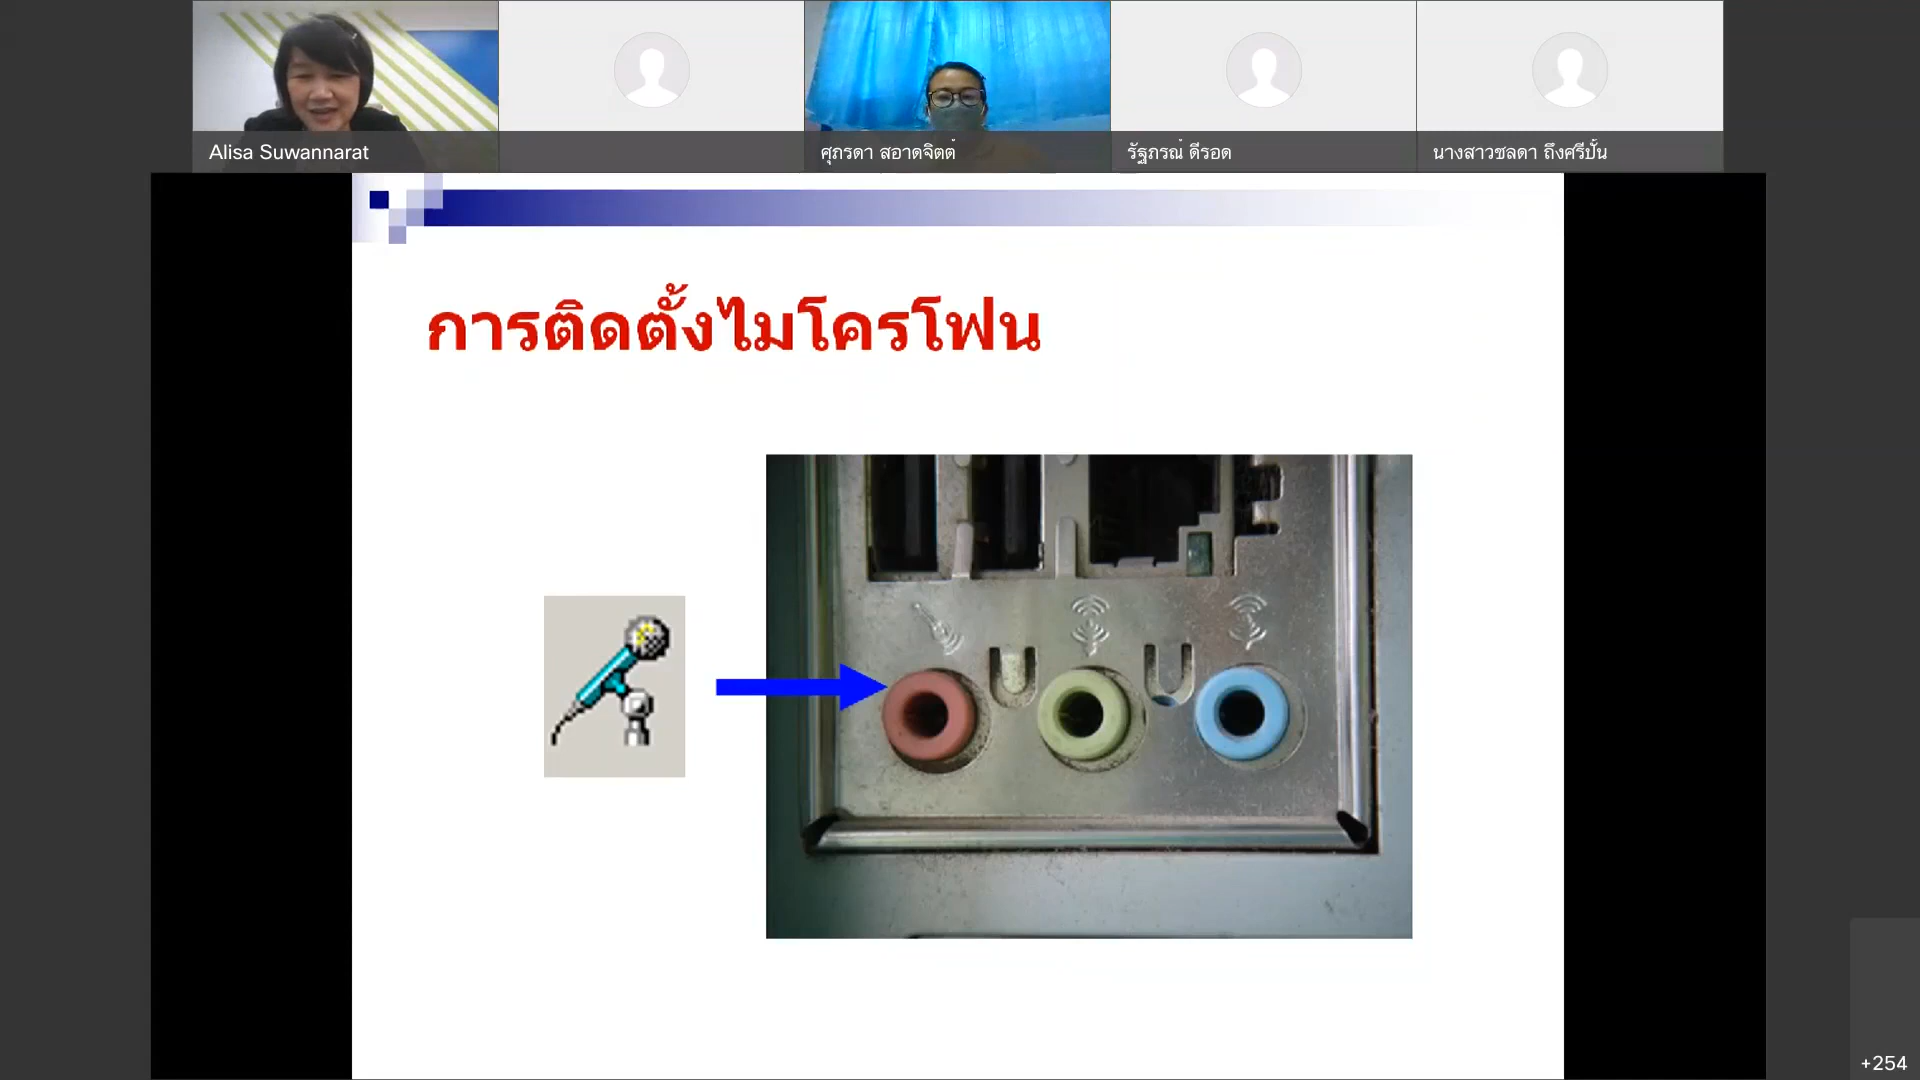 Alisa Suwannarat
ศุภรดา สอาดจิตต์
รัฐภรณ์ ดีรอด
นางสาวชลดา ถึงศรีปั้น
การติดตั้งไมโครโฟน
+254